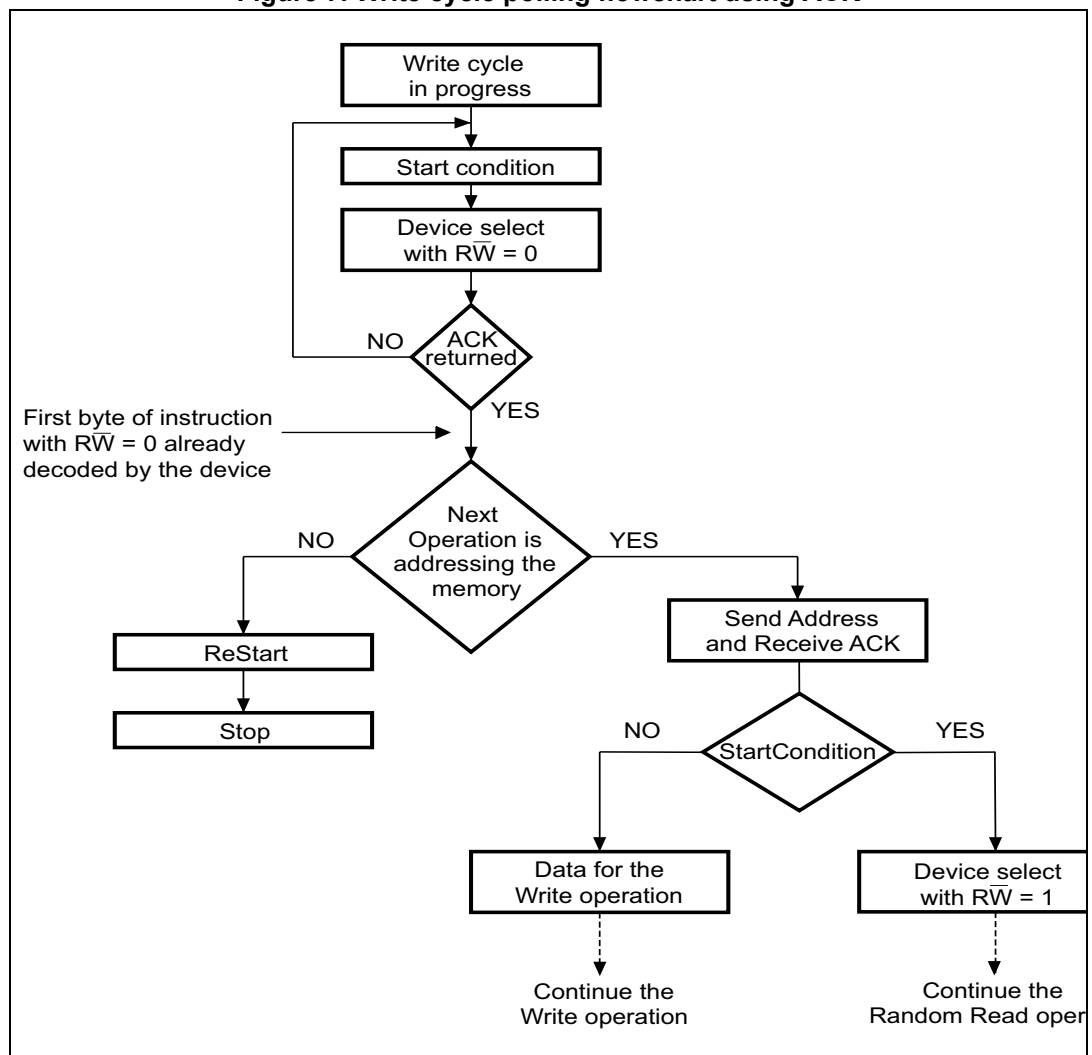 Figure Write cycle polling flowchart using ACK
Write cycle
in progress
Start condition
Device select
with RW̅ = 0
NO
ACK
returned
YES
First byte of instruction
with RW̅ = 0 already
decoded by the device
Next
Operation is
addressing the
memory
NO
YES
Send Address
and Receive ACK
ReStart
Stop
NO
StartCondition
YES
Data for the
Write operation
Device select
with RW̅ = 1
Continue the
Write operation
Continue the
Random Read oper